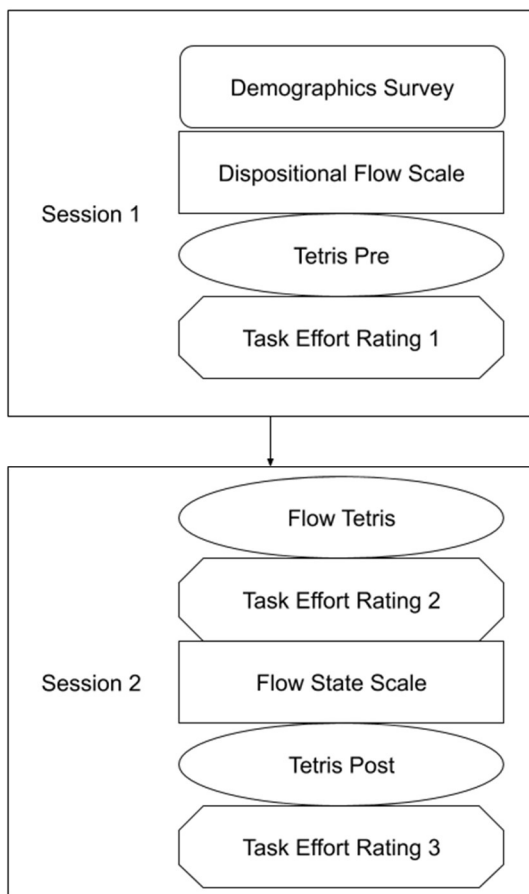 Demographics Survey
Dispositional Flow Scale
Session 1
Tetris Pre
Task Effort Rating 1
Flow Tetris
Task Effort Rating 2
Session 2
Flow State Scale
Tetris Post
Task Effort Rating 3